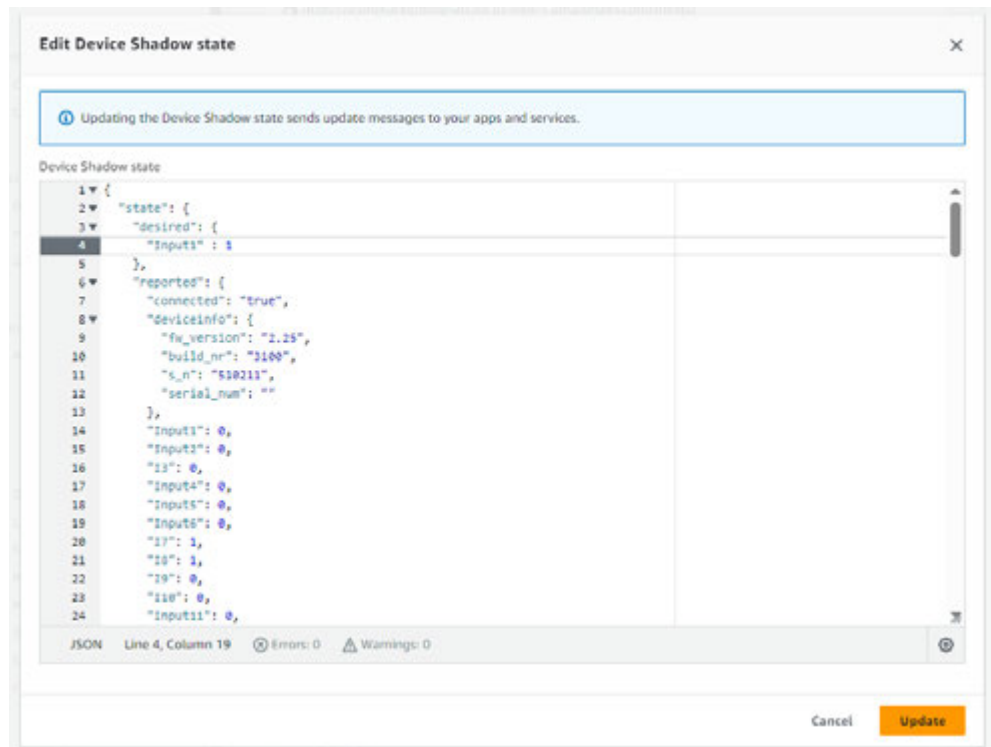 Edit Device Shadow state
Updating the Device Shadow state sends update messages to your apps and services.
Device Shadow state
1 {
2 "state": {
3 "desired": {
4 "Input1" : 1
5 },
6 "reported": {
7 "connected": "true",
8 "deviceinfo": {
9 "fw_version": "2.25",
10 "build_nr": "3100",
11 "s_n": "510211",
12 "serial_num": ""
13 },
14 "Input1": 0,
15 "Input2": 0,
16 "I3": 0,
17 "Input4": 0,
18 "Input5": 0,
19 "Input6": 0,
20 "I7": 1,
21 "I8": 1,
22 "I9": 0,
23 "I10": 0,
24 "Input11": 0,
JSON Line 4, Column 19 Errors: 0 Warnings: 0
Cancel Update